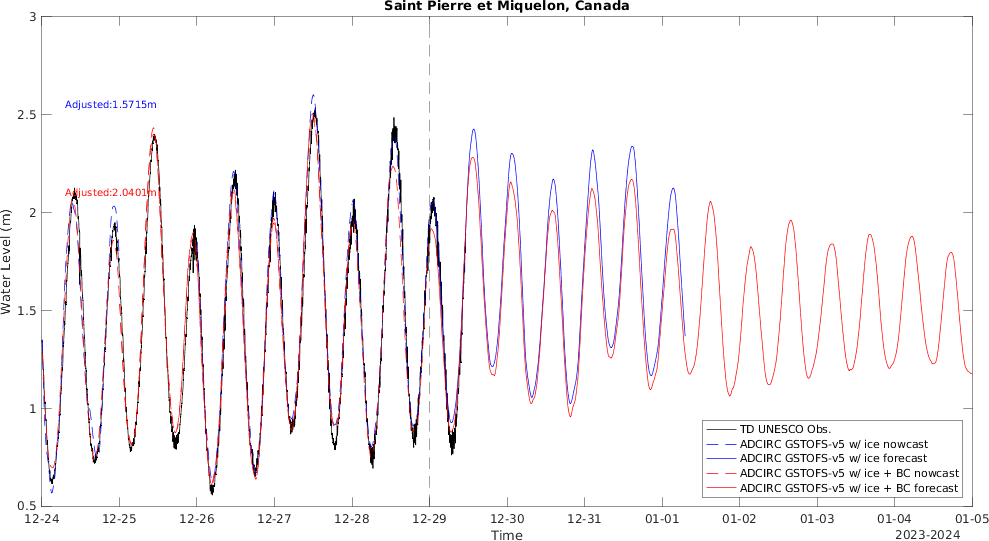 Saint Pierre et Miquelon, Canada
3
2.5
2
1.5
1
0.5
Water Level (m)
Adjusted:1.5715m
Adjusted:2.0401m
TD UNESCO Obs.
ADCIRC GSTOFS-v5 w/ ice nowcast
ADCIRC GSTOFS-v5 w/ ice forecast
ADCIRC GSTOFS-v5 w/ ice + BC nowcast
ADCIRC GSTOFS-v5 w/ ice + BC forecast
12-24 12-25 12-26 12-27 12-28 12-29 12-30 12-31 01-01 01-02 01-03 01-04 01-05
Time
2023-2024